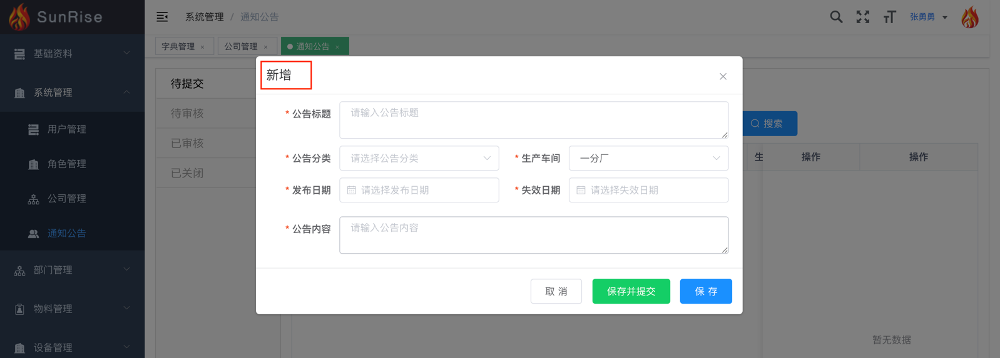 SunRise
系统管理 / 通知公告
张勇勇
字典管理 ×
公司管理 ×
通知公告 ×
基础资料
系统管理
用户管理
角色管理
公司管理
通知公告
部门管理
物料管理
设备管理
待提交
待审核
已审核
已关闭
搜索
生
操作
操作
暂无数据
新增
* 公告标题
请输入公告标题
* 公告分类
请选择公告分类
* 生产车间
一分厂
* 发布日期
请选择发布日期
* 失效日期
请选择失效日期
* 公告内容
请输入公告内容
取 消
保存并提交
保 存